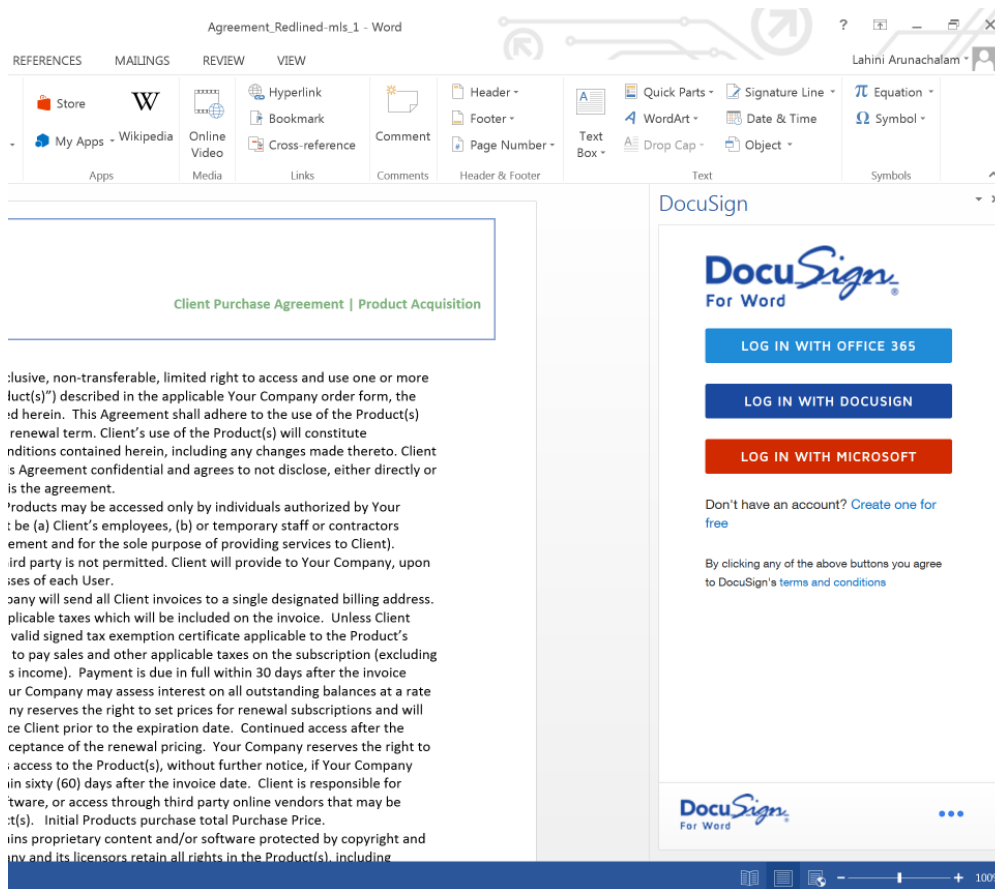 Agreement_Redlined-mls_1 - Word
?
REFERENCES MAILINGS REVIEW VIEW
Lahini Arunachalam
Store
My Apps
W
Wikipedia
Apps
Online
Video
Media
Hyperlink
Bookmark
Cross-reference
Links
Comment
Comments
Header
Footer
Page Number
Header & Footer
A
Text
Box
Quick Parts
WordArt
Drop Cap
Signature Line
Date & Time
Object
Text
π Equation
Ω Symbol
Symbols
Client Purchase Agreement | Product Acquisition
clusive, non-transferable, limited right to access and use one or more
duct(s)”) described in the applicable Your Company order form, the
ed herein. This Agreement shall adhere to the use of the Product(s)
renewal term. Client’s use of the Product(s) will constitute
nditions contained herein, including any changes made thereto. Client
s Agreement confidential and agrees to not disclose, either directly or
is the agreement.
Products may be accessed only by individuals authorized by Your
t be (a) Client’s employees, (b) or temporary staff or contractors
eement and for the sole purpose of providing services to Client).
ird party is not permitted. Client will provide to Your Company, upon
sses of each User.
pany will send all Client invoices to a single designated billing address.
plicable taxes which will be included on the invoice. Unless Client
valid signed tax exemption certificate applicable to the Product’s
to pay sales and other applicable taxes on the subscription (excluding
s income). Payment is due in full within 30 days after the invoice
ur Company may assess interest on all outstanding balances at a rate
ny reserves the right to set prices for renewal subscriptions and will
ce Client prior to the expiration date. Continued access after the
ceptance of the renewal pricing. Your Company reserves the right to
s access to the Product(s), without further notice, if Your Company
in sixty (60) days after the invoice date. Client is responsible for
ftware, or access through third party online vendors that may be
ct(s). Initial Products purchase total Purchase Price.
ains proprietary content and/or software protected by copyright and
any and its licensors retain all rights in the Product(s), including
DocuSign
DocuSign®
For Word
LOG IN WITH OFFICE 365
LOG IN WITH DOCUSIGN
LOG IN WITH MICROSOFT
Don't have an account? Create one for
free
By clicking any of the above buttons you agree
to DocuSign's terms and conditions
DocuSign
For Word
100%